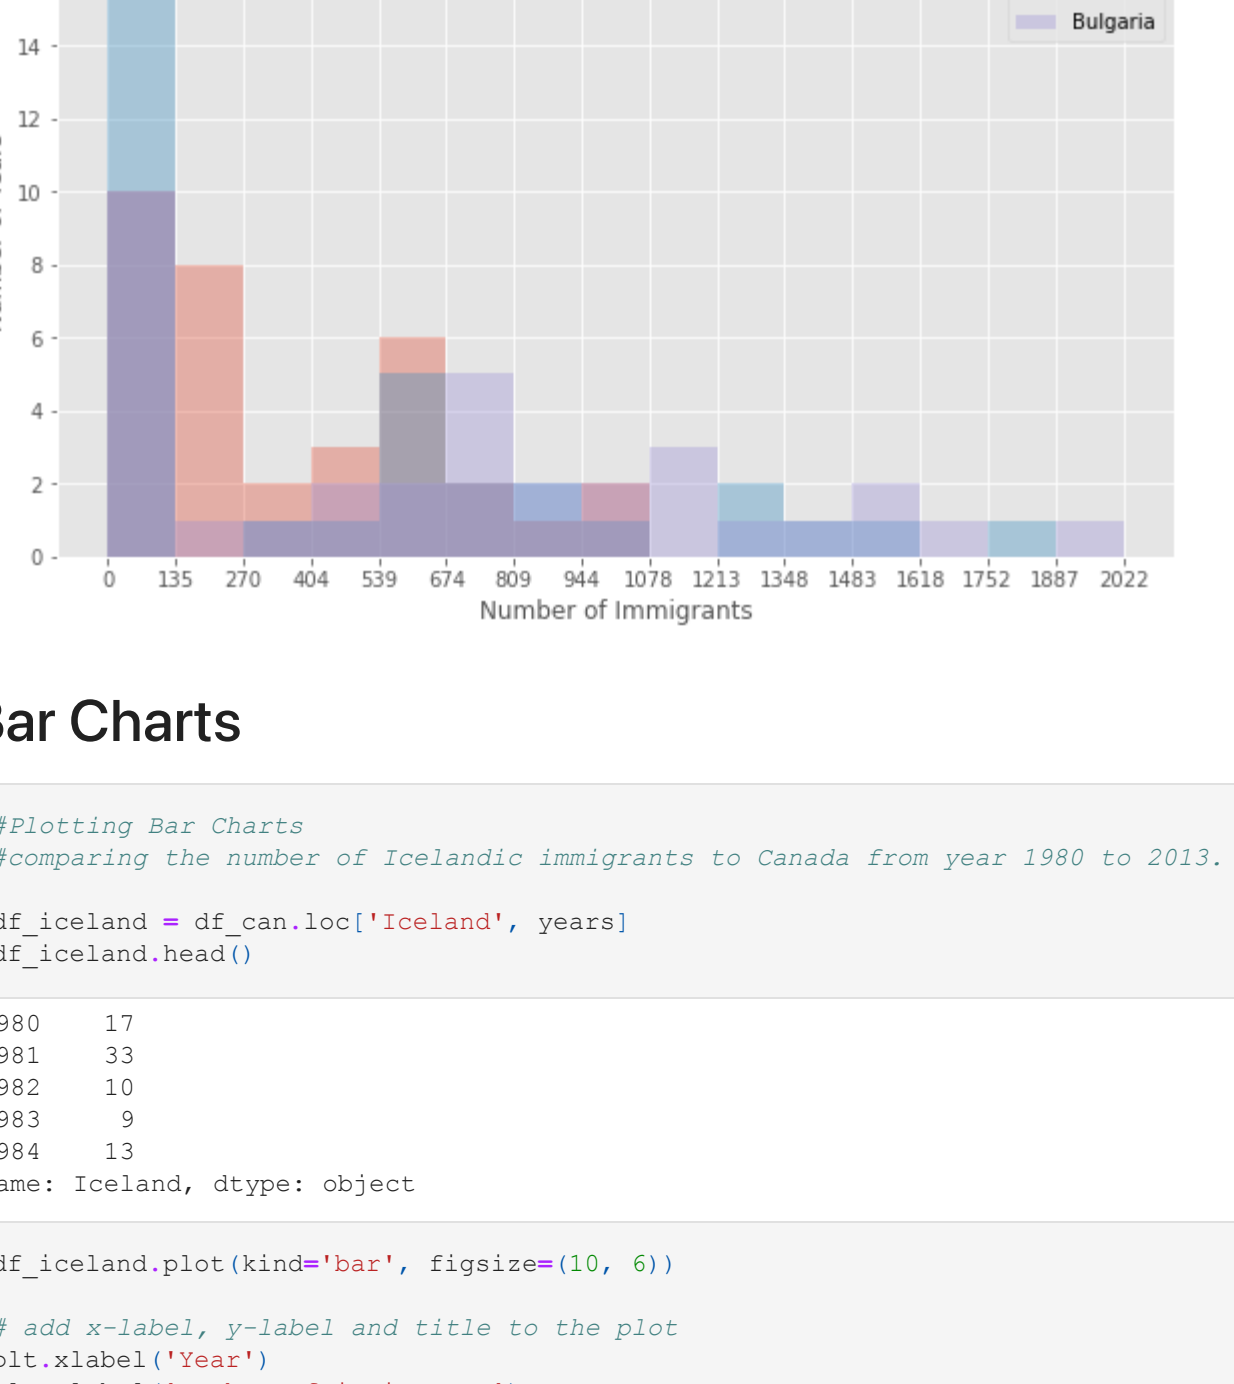 Bulgaria
14
12
10
8
6
4
2
0
0 135 270 404 539 674 809 944 1078 1213 1348 1483 1618 1752 1887 2022
Number of Immigrants
Bar Charts
#Plotting Bar Charts
#comparing the number of Icelandic immigrants to Canada from year 1980 to 2013.
df_iceland = df_can.loc['Iceland', years]
df_iceland.head()
980 17
981 33
982 10
983 9
984 13
ame: Iceland, dtype: object
df_iceland.plot(kind='bar', figsize=(10, 6))
# add x-label, y-label and title to the plot
plt.xlabel('Year')